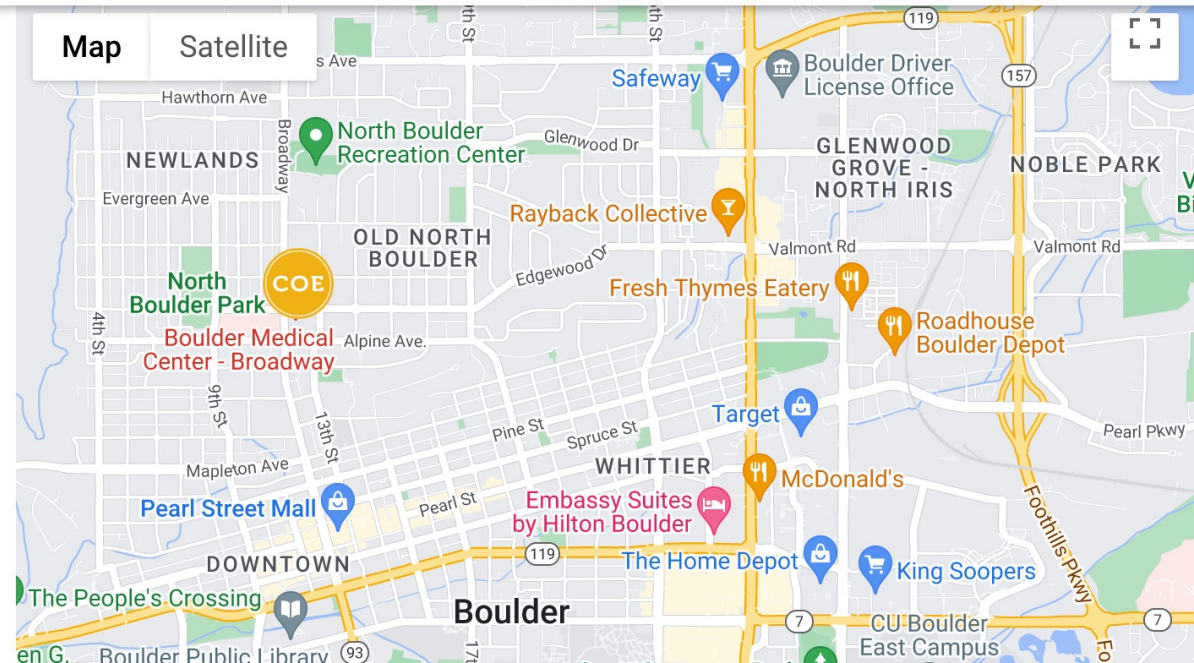 Map
Satellite
119
157
s Ave
Safeway
Boulder Driver
License Office
Hawthorn Ave
Broadway
North Boulder
Recreation Center
Glenwood Dr
GLENWOOD
GROVE -
NORTH IRIS
NOBLE PARK
NEWLANDS
Evergreen Ave
Rayback Collective
OLD NORTH
BOULDER
Edgewood Dr
Valmont Rd
Valmont Rd
North
Boulder Park
COE
Fresh Thymes Eatery
Roadhouse
Boulder Depot
4th St
Boulder Medical
Center - Broadway
Alpine Ave.
9th St
13th St
Target
Pine St
Spruce St
Pearl Pkwy
Mapleton Ave
WHITTIER
McDonald's
Pearl Street Mall
Pearl St
Embassy Suites
by Hilton Boulder
Foothills Pkwy
DOWNTOWN
119
The Home Depot
King Soopers
The People's Crossing
Boulder
7
CU Boulder
East Campus
7
en G.
Boulder Public Library
93
17t
Fo